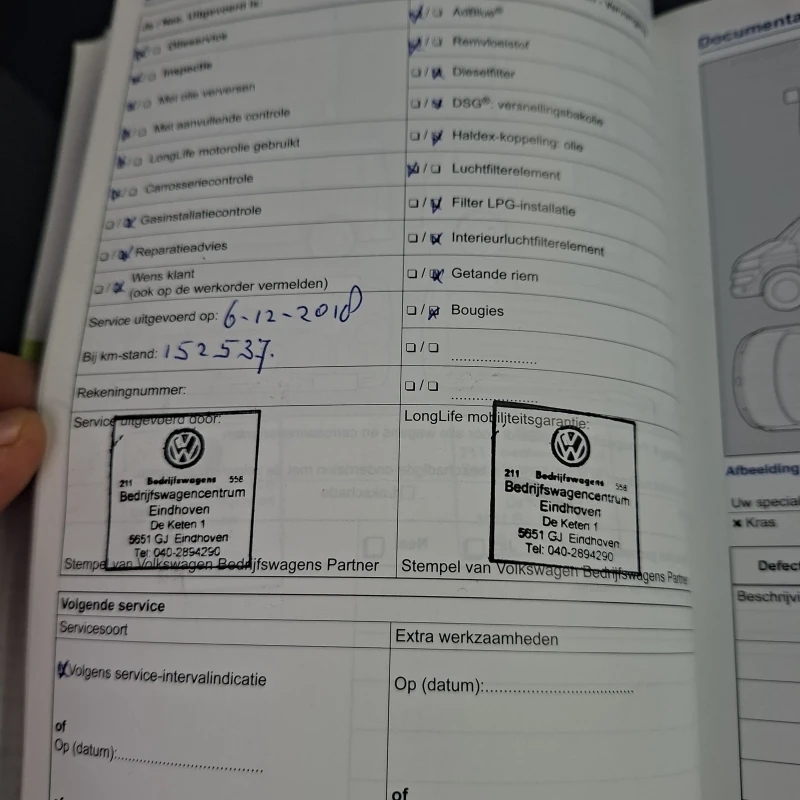 Olieservice
Inspectie
Met olie verversen
Met aanvullende controle
LongLife motorolie gebruikt
Carrosseriecontrole
Gasinstallatiecontrole
Reparatieadvies
Wens klant
(ook op de werkorder vermelden)
Service uitgevoerd op: 6-12-2018
Bij km-stand: 152537.
Rekeningnummer:
AdBlue®
Remvloeistof
Dieselfilter
DSG®: versnellingsbakolie
Haldex-koppeling: olie
Luchtfilterelement
Filter LPG-installatie
Interieurluchtfilterelement
Getande riem
Bougies
Service uitgevoerd door:
211 Bedrijfswagens 558
Bedrijfswagencentrum
Eindhoven
De Keten 1
5651 GJ Eindhoven
Tel: 040-2894290
Stempel van Volkswagen Bedrijfswagens Partner
LongLife mobiliteitsgarantie:
211 Bedrijfswagens 558
Bedrijfswagencentrum
Eindhoven
De Keten 1
5651 GJ Eindhoven
Tel: 040-2894290
Stempel van Volkswagen Bedrijfswagens Partne
Volgende service
Servicesoort
Volgens service-intervalindicatie
of
Op (datum):
Extra werkzaamheden
Op (datum):
of
Documenta
Afbeelding
Uw special
× Kras
Defec
Beschrijvi